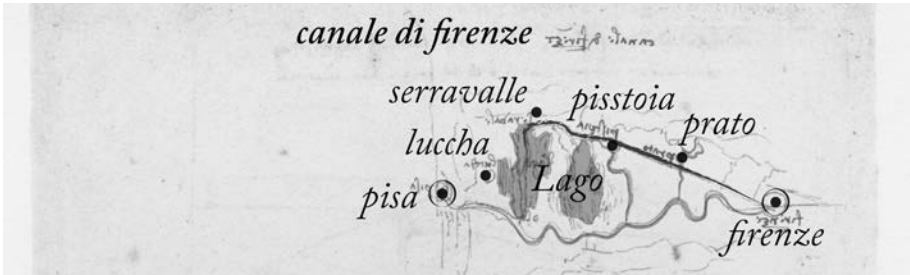 canale di firenze
serravalle
pisstoia
prato
luccha
Lago
pisa
firenze